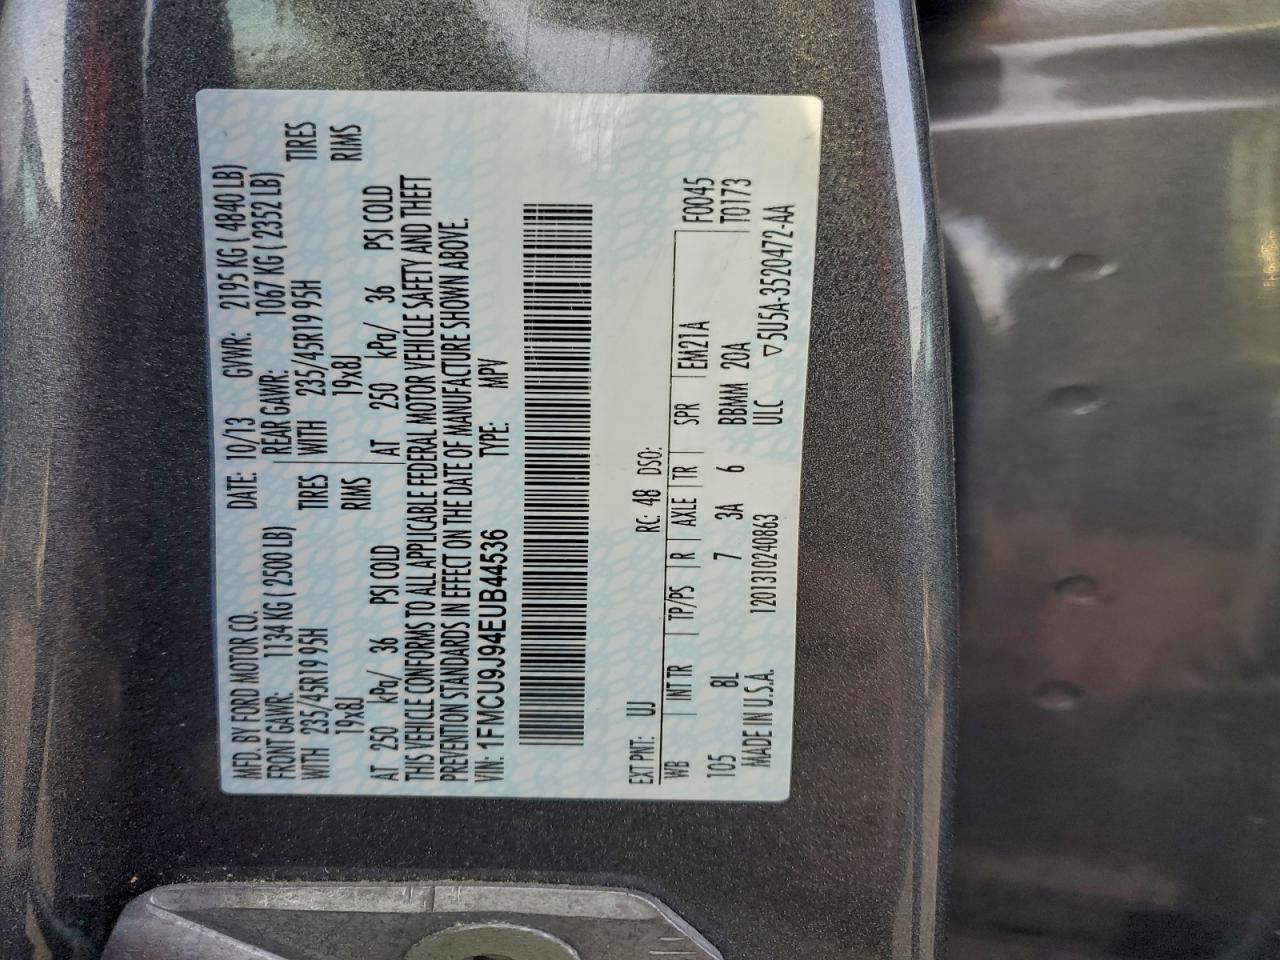 MFD. BY FORD MOTOR CO. DATE: 10/13 GVWR: 2195 KG ( 4840 LB)
FRONT GAWR: 1134 KG ( 2500 LB) REAR GAWR: 1067 KG ( 2352 LB)
WITH 235/45R19 95H TIRES WITH 235/45R19 95H TIRES
19x8J RIMS 19x8J RIMS
AT 250 kPa/ 36 PSI COLD AT 250 kPa/ 36 PSI COLD
THIS VEHICLE CONFORMS TO ALL APPLICABLE FEDERAL MOTOR VEHICLE SAFETY AND THEFT
PREVENTION STANDARDS IN EFFECT ON THE DATE OF MANUFACTURE SHOWN ABOVE.
VIN: 1FMCU9J94EUB44536 TYPE: MPV
EXT PNT: UJ RC: 48 DSO:
WB INT TR TP/PS R AXLE TR SPR EM21A F0045
105 8L 7 3A 6 BBMM 20A T0173
MADE IN U.S.A. 1201310240863 ULC ▽5U5A-3520472-AA